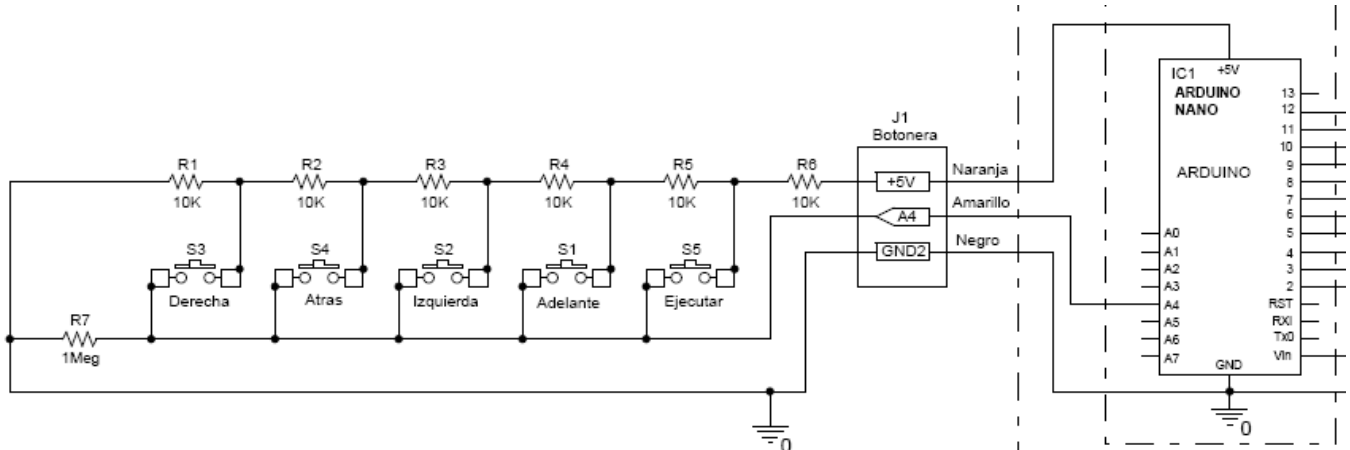 R1
10K
R2
10K
R3
10K
R4
10K
R5
10K
R6
10K
S3
Derecha
S4
Atras
S2
Izquierda
S1
Adelante
S5
Ejecutar
R7
1Meg
0
J1
Botonera
+5V
A4
GND2
Naranja
Amarillo
Negro
IC1
+5V
ARDUINO
NANO
ARDUINO
13
12
11
10
9
8
7
6
5
4
3
2
RST
RXI
Tx0
Vin
A0
A1
A2
A3
A4
A5
A6
A7
GND
0